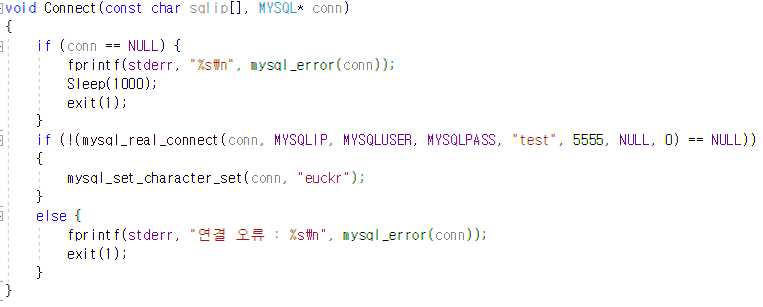 void Connect(const char sqlip[], MYSQL* conn)
{
if (conn == NULL) {
fprintf(stderr, "%s₩n", mysql_error(conn));
Sleep(1000);
exit(1);
}
if (!(mysql_real_connect(conn, MYSQLIP, MYSQLUSER, MYSQLPASS, "test", 5555, NULL, 0) == NULL))
{
mysql_set_character_set(conn, "euckr");
}
else {
fprintf(stderr, "연결 오류 : %s₩n", mysql_error(conn));
exit(1);
}
}